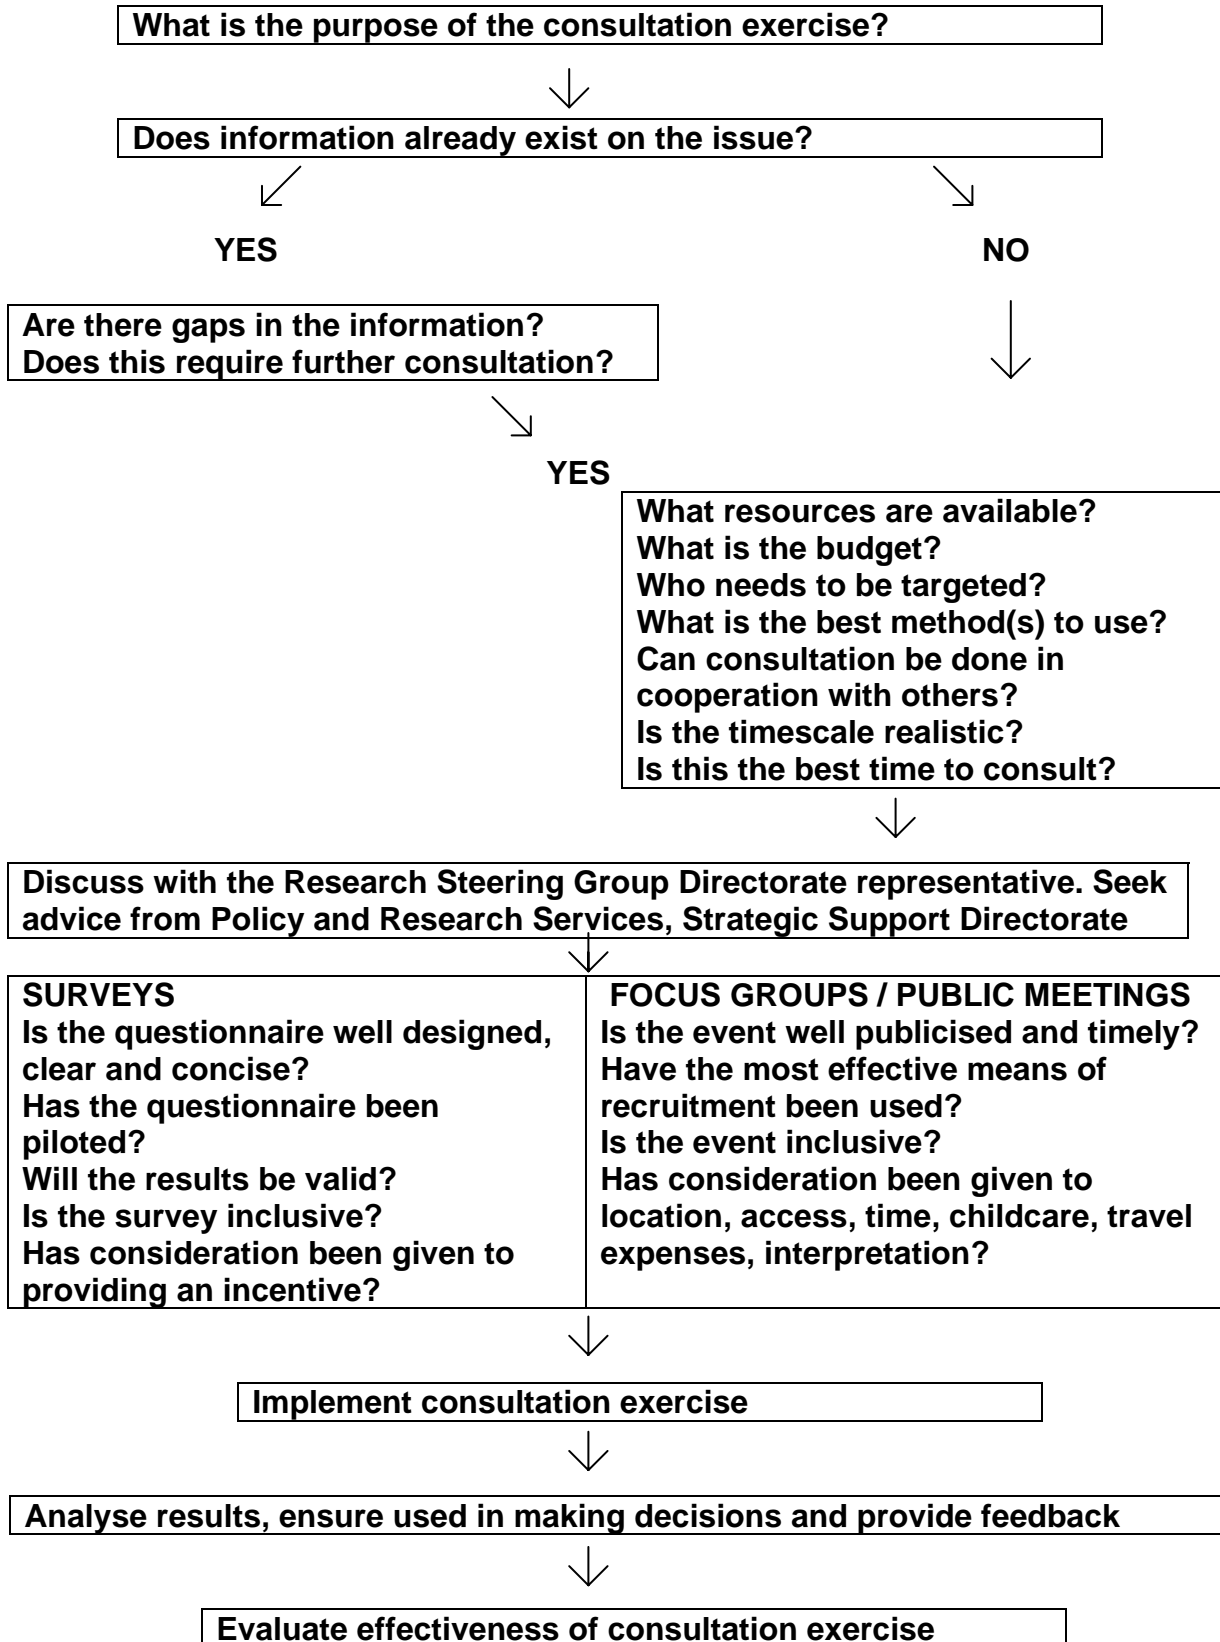 What is the purpose of the consultation exercise?
Does information already exist on the issue?
YES
NO
Are there gaps in the information?
Does this require further consultation?
YES
What resources are available?
What is the budget?
Who needs to be targeted?
What is the best method(s) to use?
Can consultation be done in
cooperation with others?
Is the timescale realistic?
Is this the best time to consult?
Discuss with the Research Steering Group Directorate representative. Seek
advice from Policy and Research Services, Strategic Support Directorate
SURVEYS
Is the questionnaire well designed,
clear and concise?
Has the questionnaire been
piloted?
Will the results be valid?
Is the survey inclusive?
Has consideration been given to
providing an incentive?
FOCUS GROUPS / PUBLIC MEETINGS
Is the event well publicised and timely?
Have the most effective means of
recruitment been used?
Is the event inclusive?
Has consideration been given to
location, access, time, childcare, travel
expenses, interpretation?
Implement consultation exercise
Analyse results, ensure used in making decisions and provide feedback
Evaluate effectiveness of consultation exercise